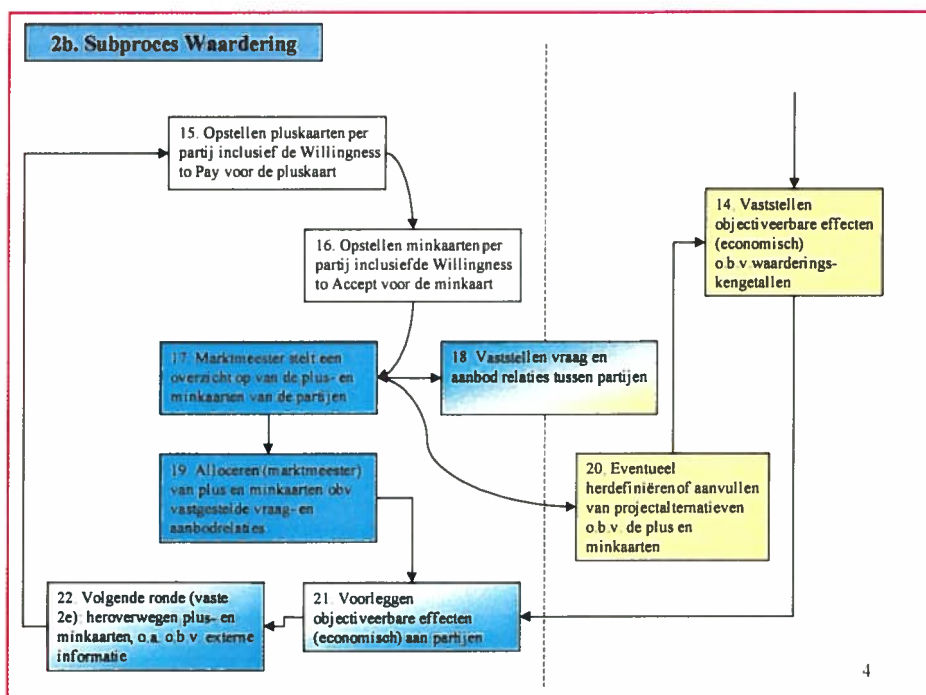 2b. Subproces Waardering
15. Opstellen pluskaarten per
partij inclusief de Willingness
to Pay voor de pluskaart
16. Opstellen minkaarten per
partij inclusief de Willingness
to Accept voor de minkaart
14. Vaststellen
objectiveerbare effecten
(economisch)
o.b.v. waarderings-
kengetallen
17. Marktmeester stelt een
overzicht op van de plus- en
minkaarten van de partijen
18. Vaststellen vraag en
aanbod relaties tussen partijen
19. Alloceren (marktmeester)
van plus en minkaarten obv
vastgestelde vraag- en
aanbodrelaties.
20. Eventueel
herdefiniëren of aanvullen
van projectalternatieven
o.b.v. de plus en
minkaarten
22. Volgende ronde (vaste
2e): heroverwegen plus- en
minkaarten, o.a. o.b.v. externe
informatie
21. Voorleggen
objectiveerbare effecten
(economisch) aan partijen
4